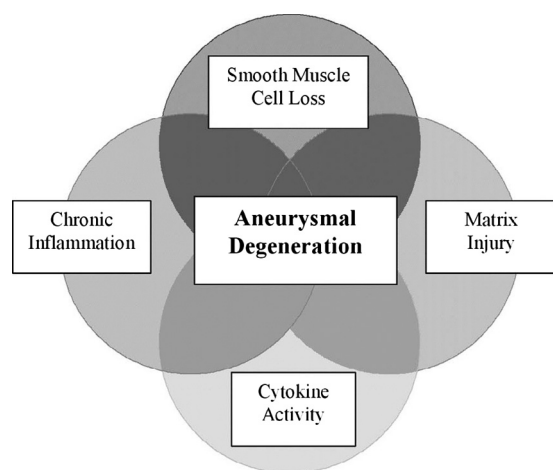 Smooth Muscle
Cell Loss
Chronic
Inflammation
Aneurysmal
Degeneration
Matrix
Injury
Cytokine
Activity